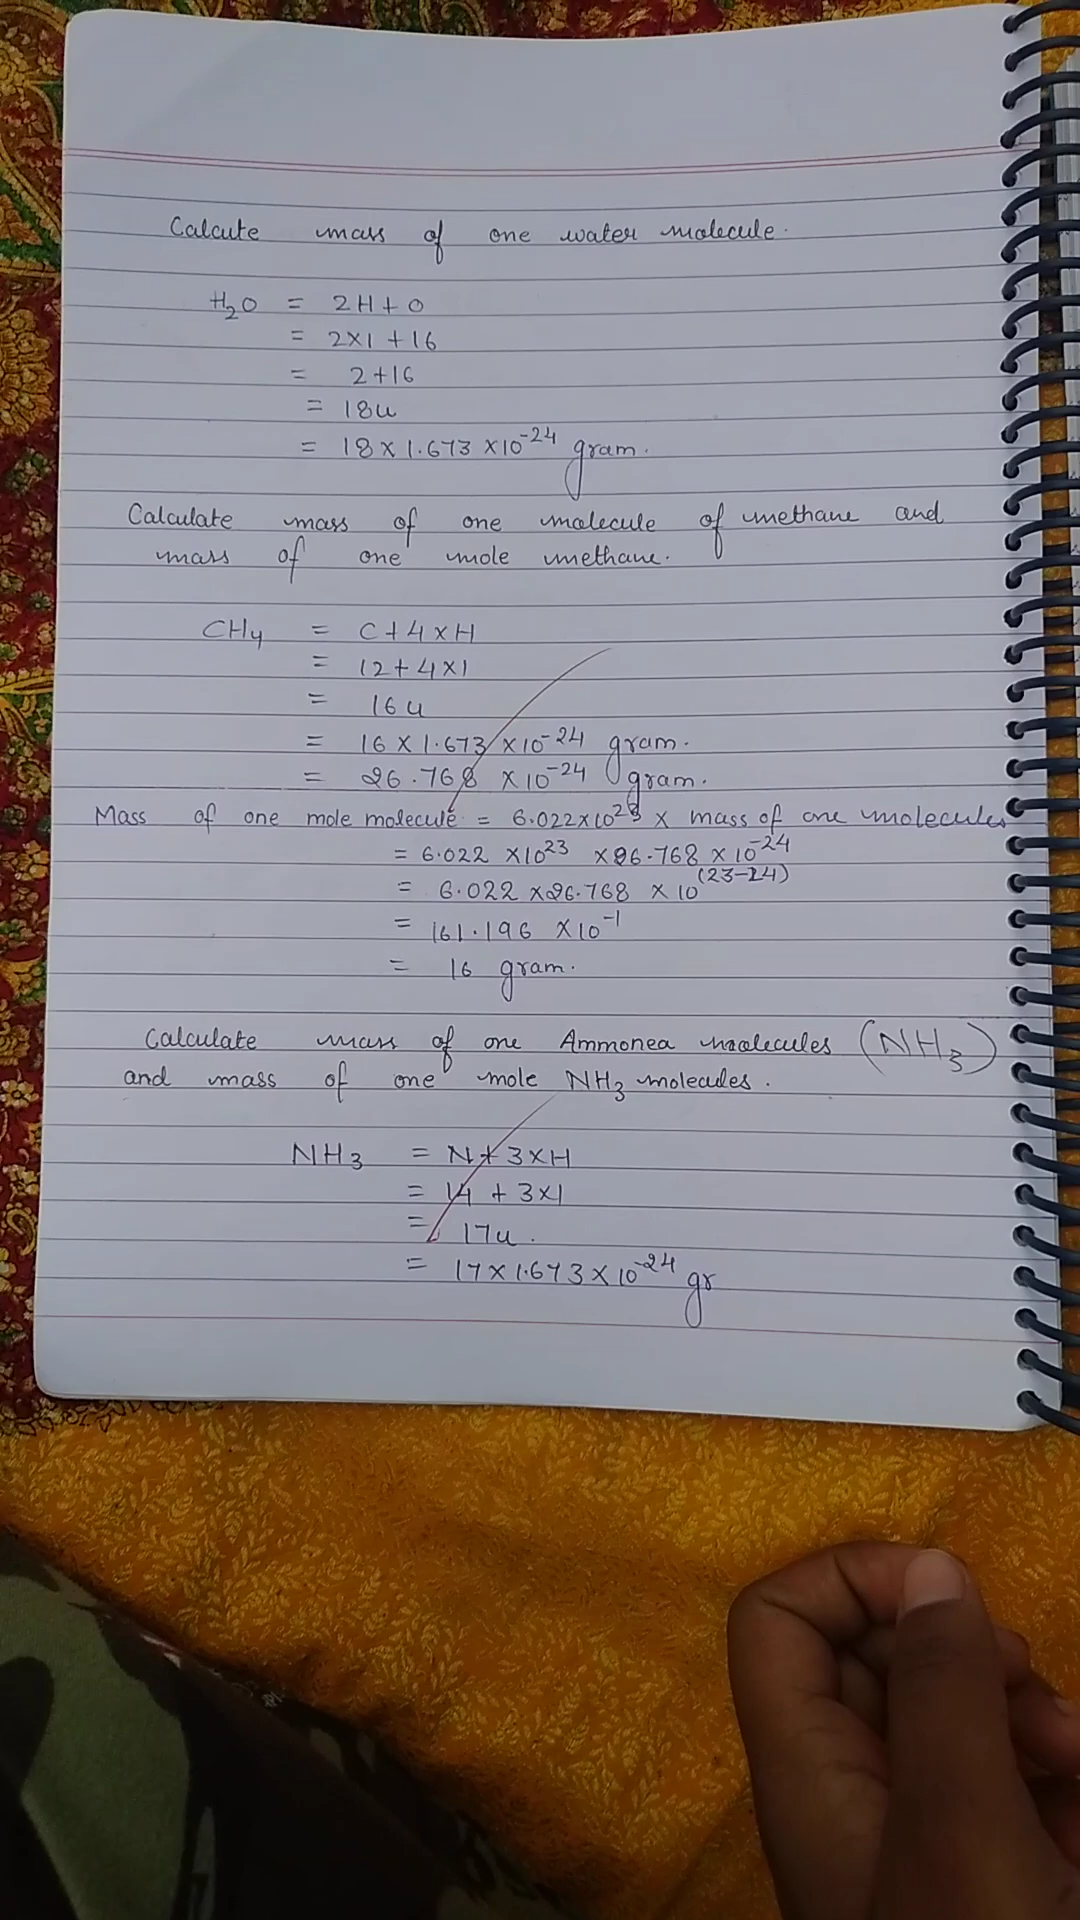 Calcute mass of one water molecule.
H₂O = 2H + O
= 2×1 + 16
= 2+16
= 18u
= 18 × 1.673 ×10⁻²⁴ gram.
Calculate mass of one molecule of methane and
mass of one mole methane.
CH₄ = C + 4 × H
= 12 + 4 ×1
= 16 u
= 16 × 1.673 ×10⁻²⁴ gram.
= 26.768 × 10⁻²⁴ gram.
Mass of one mole molecule = 6.022×10²³ × mass of one molecules
= 6.022 ×10²³ ×26.768 × 10⁻²⁴
= 6.022 ×26.768 × 10⁽²³⁻²⁴⁾
= 161.196 ×10⁻¹
= 16 gram.
Calculate mass of one Ammonea molecules (NH₃)
and mass of one mole NH₃ molecules.
NH₃ = N + 3×H
= 14 + 3×1
= 17u.
= 17×1.673×10⁻²⁴ gr